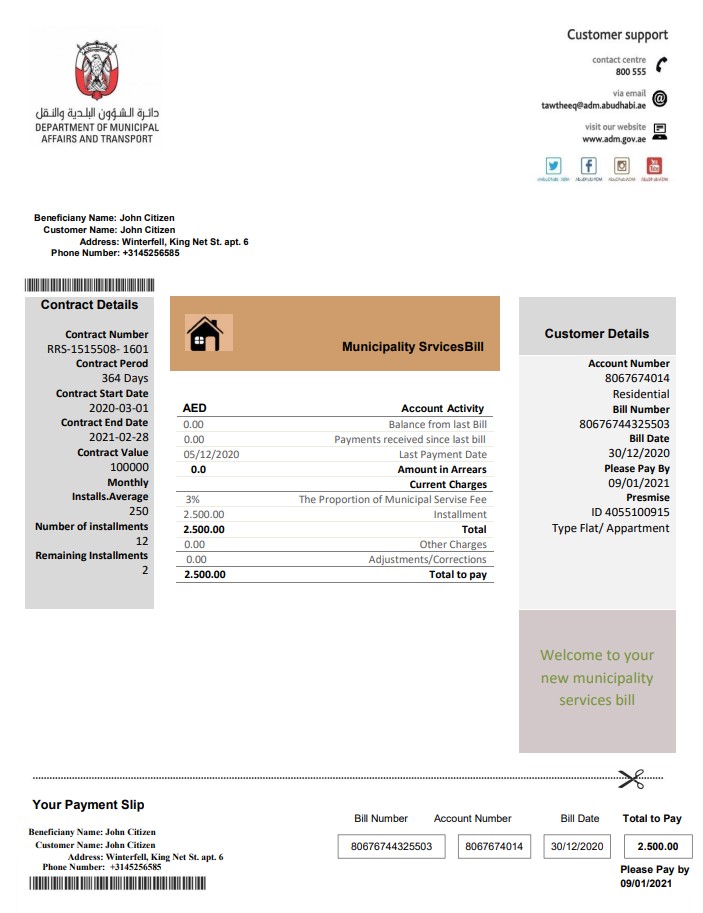 Customer support
contact centre
800 555
via email
tawtheeq@adm.abudhabi.ae
visit our website
www.adm.gov.ae
دائرة الشؤون البلدية والنقل
DEPARTMENT OF MUNICIPAL
AFFAIRS AND TRANSPORT
Beneficiany Name: John Citizen
Customer Name: John Citizen
Address: Winterfell, King Net St. apt. 6
Phone Number: +3145256585
Contract Details
Contract Number
RRS-1515508- 1601
Contract Perod
364 Days
Contract Start Date
2020-03-01
Contract End Date
2021-02-28
Contract Value
100000
Monthly
Installs.Average
250
Number of installments
12
Remaining Installments
2
Municipality SrvicesBill
AED Account Activity
0.00 Balance from last Bill
0.00 Payments received since last bill
05/12/2020 Last Payment Date
0.0 Amount in Arrears
Current Charges
3% The Proportion of Municipal Servise Fee
2.500.00 Installment
2.500.00 Total
0.00 Other Charges
0.00 Adjustments/Corrections
2.500.00 Total to pay
Customer Details
Account Number
8067674014
Residential
Bill Number
80676744325503
Bill Date
30/12/2020
Please Pay By
09/01/2021
Presmise
ID 4055100915
Type Flat/ Appartment
Welcome to your
new municipality
services bill
Your Payment Slip
Beneficiany Name: John Citizen
Customer Name: John Citizen
Address: Winterfell, King Net St. apt. 6
Phone Number: +3145256585
Bill Number Account Number Bill Date Total to Pay
80676744325503 8067674014 30/12/2020 2.500.00
Please Pay by
09/01/2021